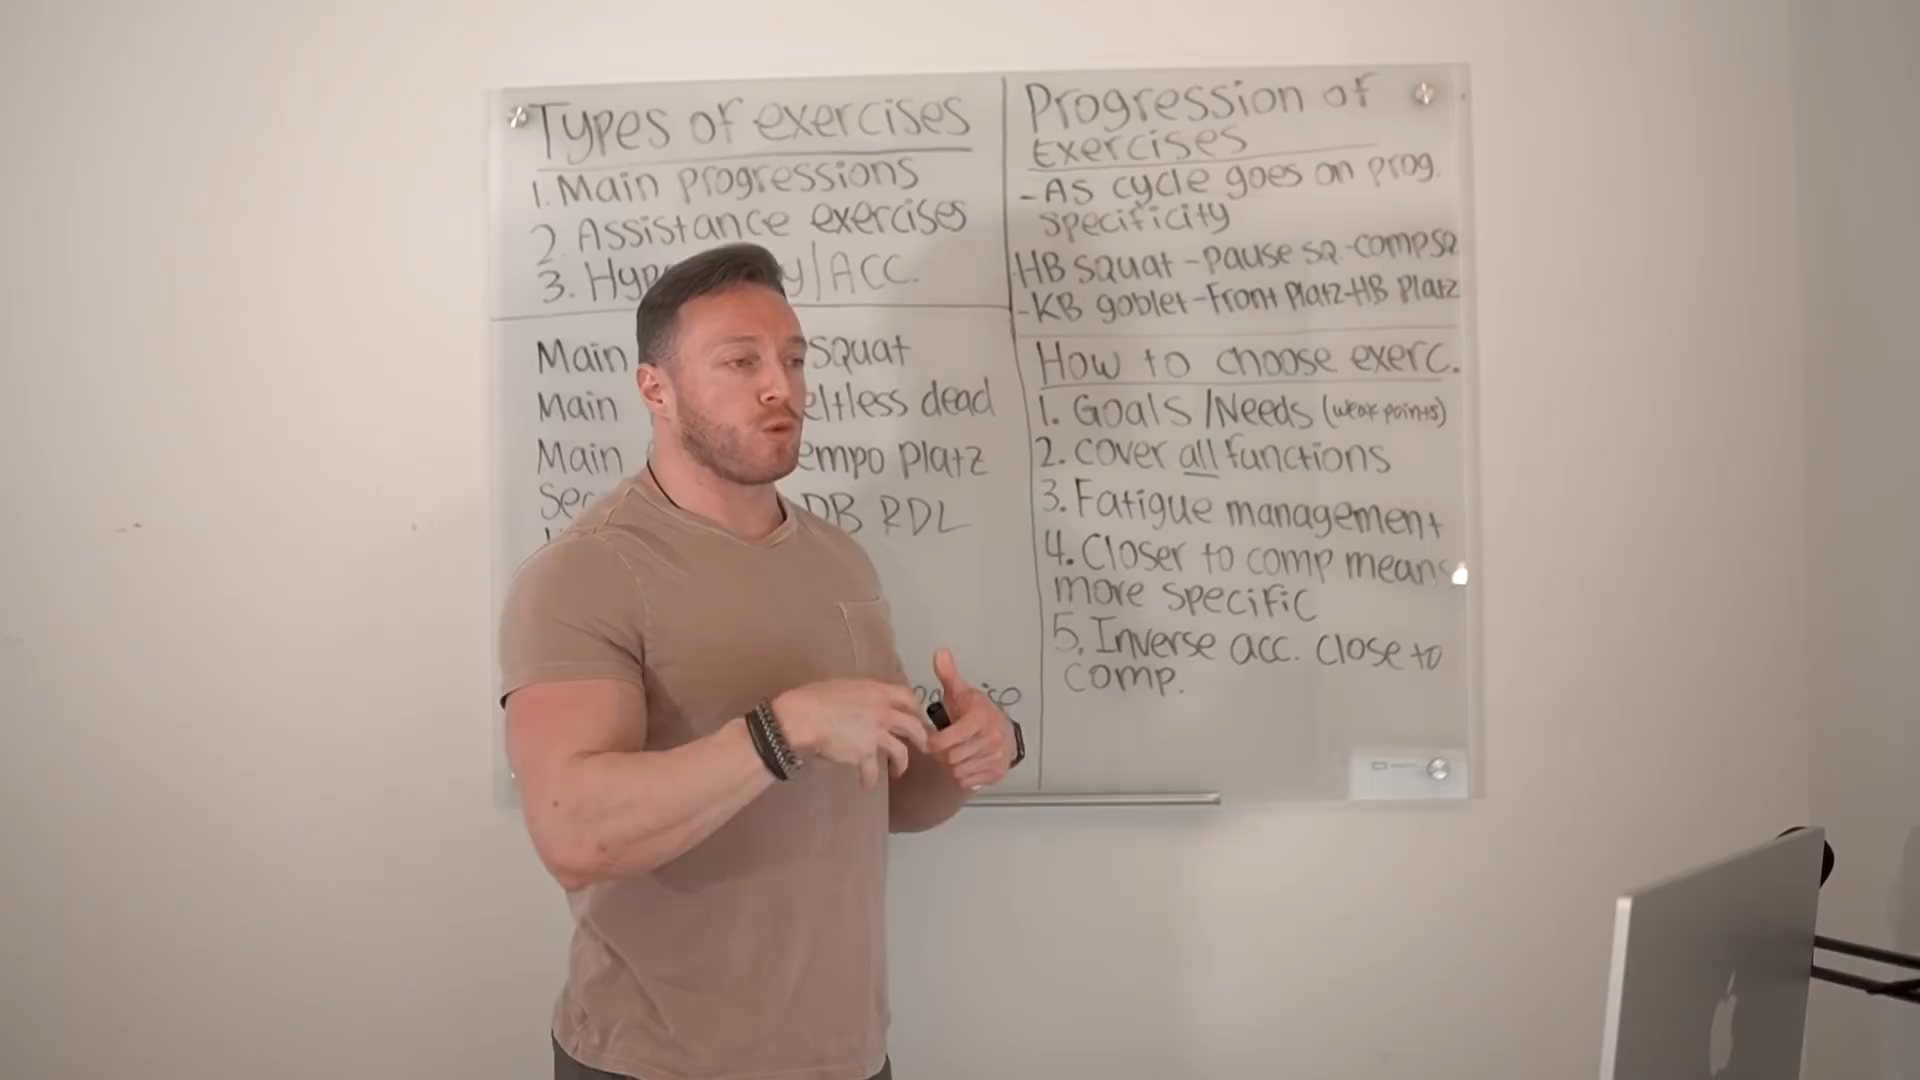 Types of exercises
1. Main progressions
2. Assistance exercises
3. /ACC.
Main squat
Main dead
Main Platz
DB RDL
Progression of
Exercises
- As cycle goes on prog.
specificity
HB squat - pause SQ - comp SQ
- KB goblet - Front Platz - HB Platz
How to choose exerc.
1. Goals / Needs (weak points)
2. Cover all functions
3. Fatigue management
4. Closer to comp means
more specific
5. Inverse acc. close to
comp.